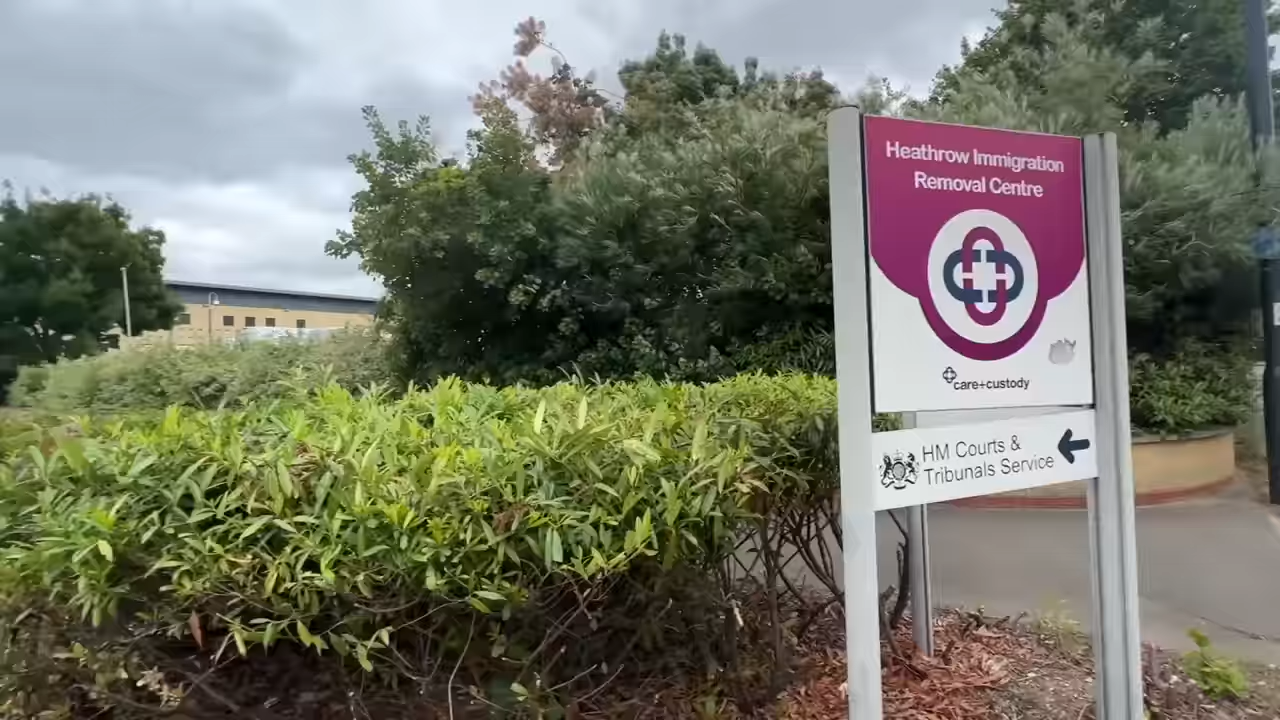 Heathrow Immigration
Removal Centre
care+custody
HM Courts &
Tribunals Service